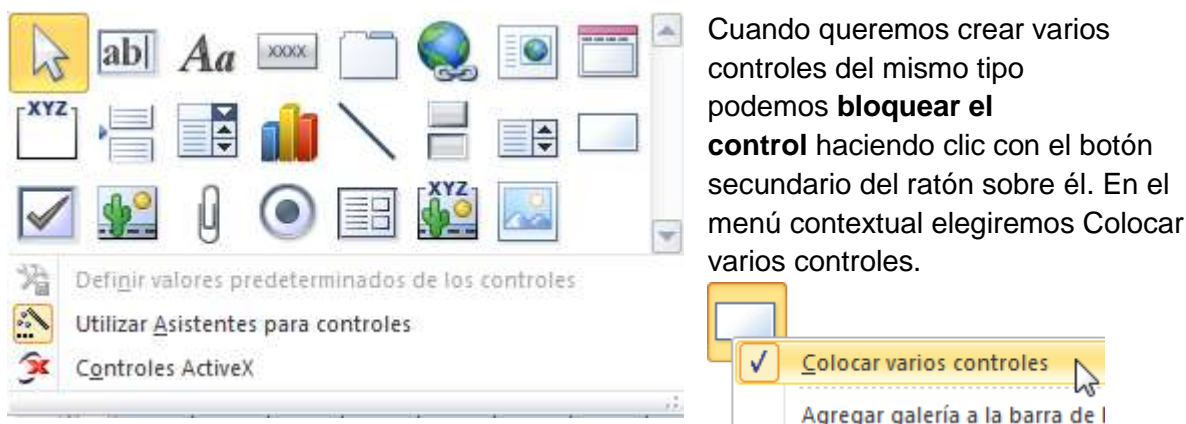 ab|
Aa
XXXX
XYZ
XYZ
Definir valores predeterminados de los controles
Utilizar Asistentes para controles
Controles ActiveX
Cuando queremos crear varios
controles del mismo tipo
podemos bloquear el
control haciendo clic con el botón
secundario del ratón sobre él. En el
menú contextual elegiremos Colocar
varios controles.
Colocar varios controles
Agregar galería a la barra de